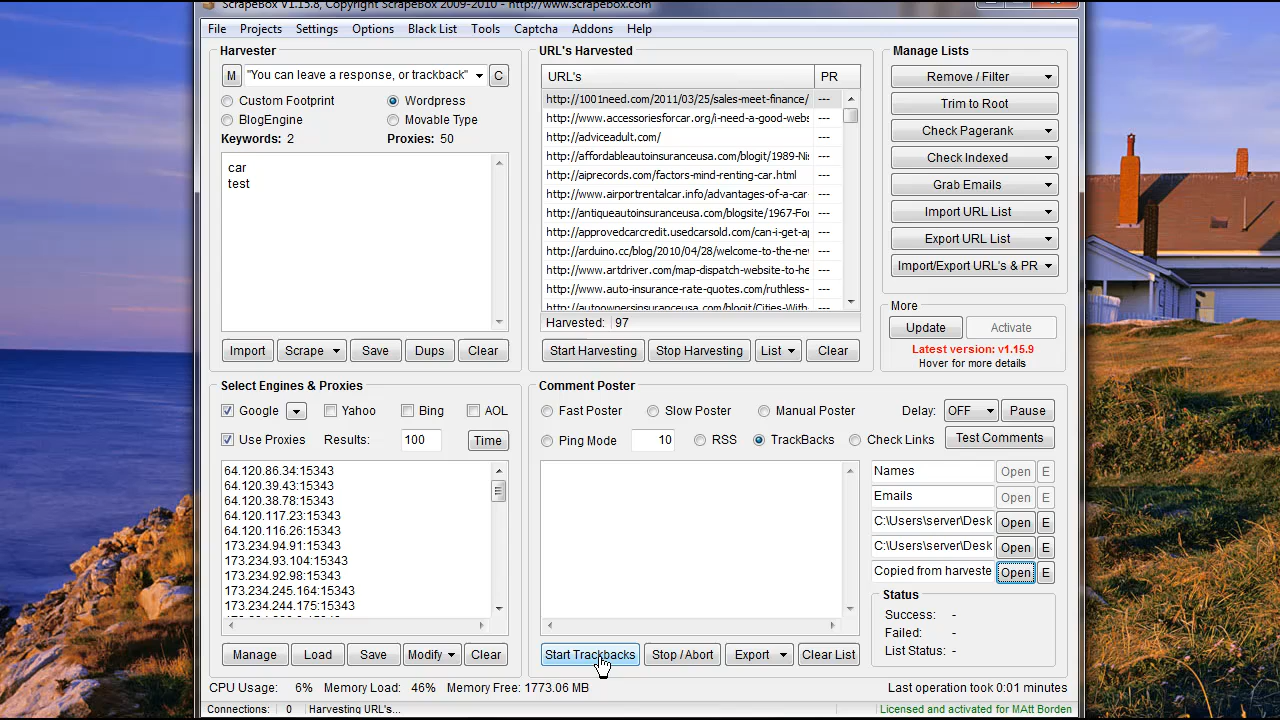 ScrapeBox V1.15.8, Copyright ScrapeBox 2009-2010 - http://www.scrapebox.com
File Projects Settings Options Black List Tools Captcha Addons Help
Harvester
M "You can leave a response, or trackback" C
Custom Footprint Wordpress
BlogEngine Movable Type
Keywords: 2 Proxies: 50
car
test
Import Scrape Save Dups Clear
URL's Harvested
URL's PR
http://1001need.com/2011/03/25/sales-meet-finance/ ---
http://www.accessoriesforcar.org/i-need-a-good-webs ---
http://adviceadult.com/ ---
http://affordableautoinsuranceusa.com/blogit/1989-Ni ---
http://aiprecords.com/factors-mind-renting-car.html ---
http://www.airportrentalcar.info/advantages-of-a-car- ---
http://antiqueautoinsuranceusa.com/blogsite/1967-Fo ---
http://approvedcarcredit.usedcarsold.com/can-i-get-a ---
http://arduino.cc/blog/2010/04/28/welcome-to-the-ne ---
http://www.artdriver.com/map-dispatch-website-to-he ---
http://www.auto-insurance-rate-quotes.com/ruthless- ---
http://autoownersinsuranceusa.com/blogit/Cities-With ---
Harvested: 97
Start Harvesting Stop Harvesting List Clear
Manage Lists
Remove / Filter
Trim to Root
Check Pagerank
Check Indexed
Grab Emails
Import URL List
Export URL List
Import/Export URL's & PR
More
Update Activate
Latest version: v1.15.9
Hover for more details
Select Engines & Proxies
Google Yahoo Bing AOL
Use Proxies Results: 100 Time
64.120.86.34:15343
64.120.39.43:15343
64.120.38.78:15343
64.120.117.23:15343
64.120.116.26:15343
173.234.94.91:15343
173.234.93.104:15343
173.234.92.98:15343
173.234.245.164:15343
173.234.244.175:15343
Manage Load Save Modify Clear
Comment Poster
Fast Poster Slow Poster Manual Poster Delay: OFF Pause
Ping Mode 10 RSS TrackBacks Check Links Test Comments
Names Open E
Emails Open E
C:\Users\server\Desk Open E
C:\Users\server\Desk Open E
Copied from harveste Open E
Status
Success: -
Failed: -
List Status: -
Start Trackbacks Stop / Abort Export Clear List
CPU Usage: 6% Memory Load: 46% Memory Free: 1773.06 MB Last operation took 0:01 minutes
Connections: 0 Harvesting URL's... Licensed and activated for MAtt Borden